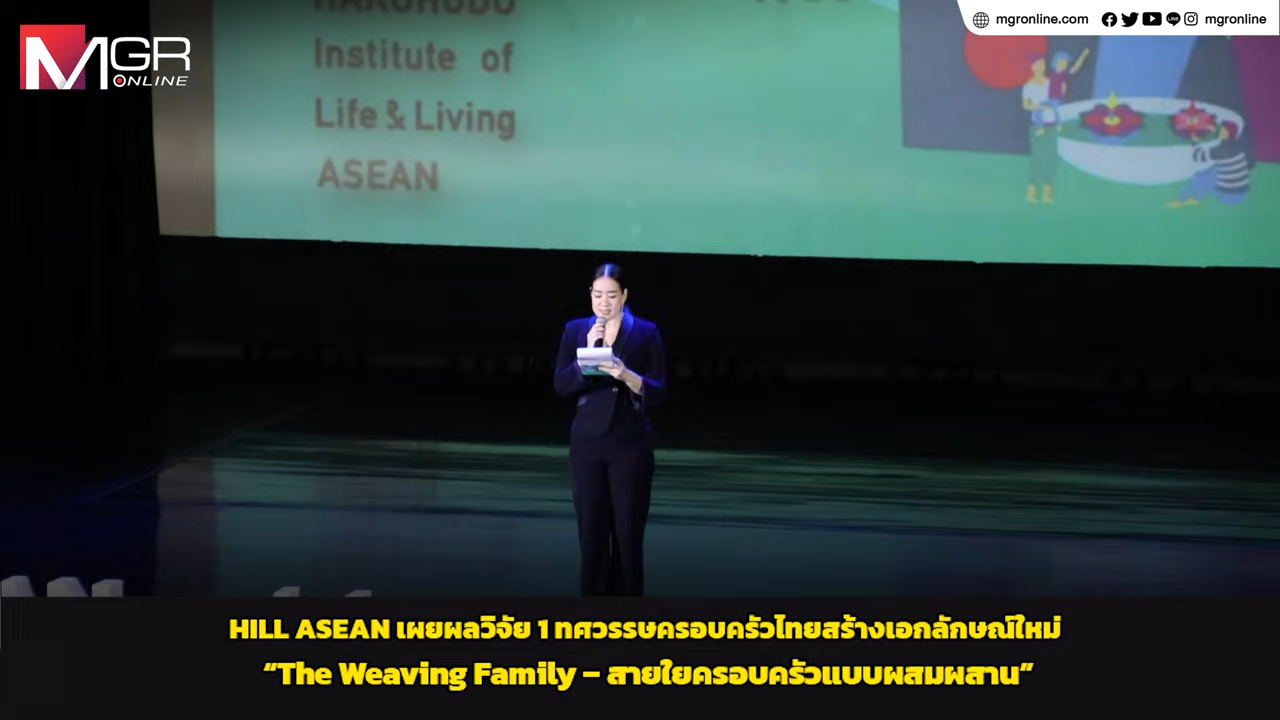 MGR
ONLINE
mgronline.com mgronline
HAKUHODO
Institute of
Life & Living
ASEAN
HILL ASEAN เผยผลวิจัย 1 ทศวรรษครอบครัวไทยสร้างเอกลักษณ์ใหม่
“The Weaving Family – สายใยครอบครัวแบบผสมผสาน”